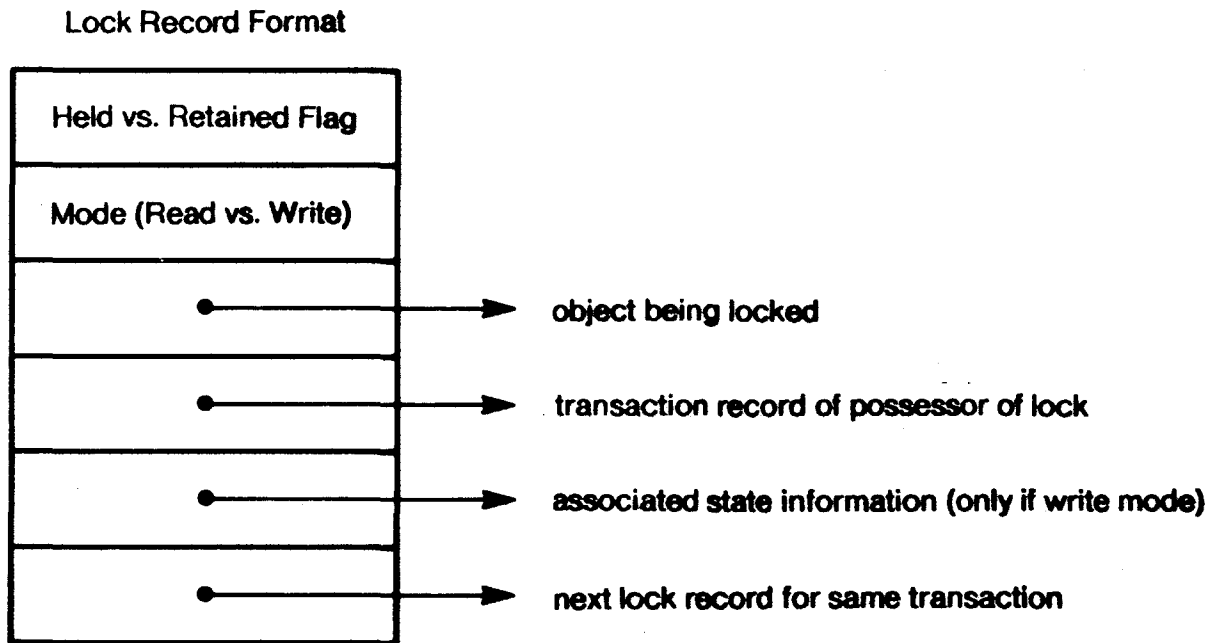 Lock Record Format
Held vs. Retained Flag
Mode (Read vs. Write)
object being locked
transaction record of possessor of lock
associated state information (only if write mode)
next lock record for same transaction